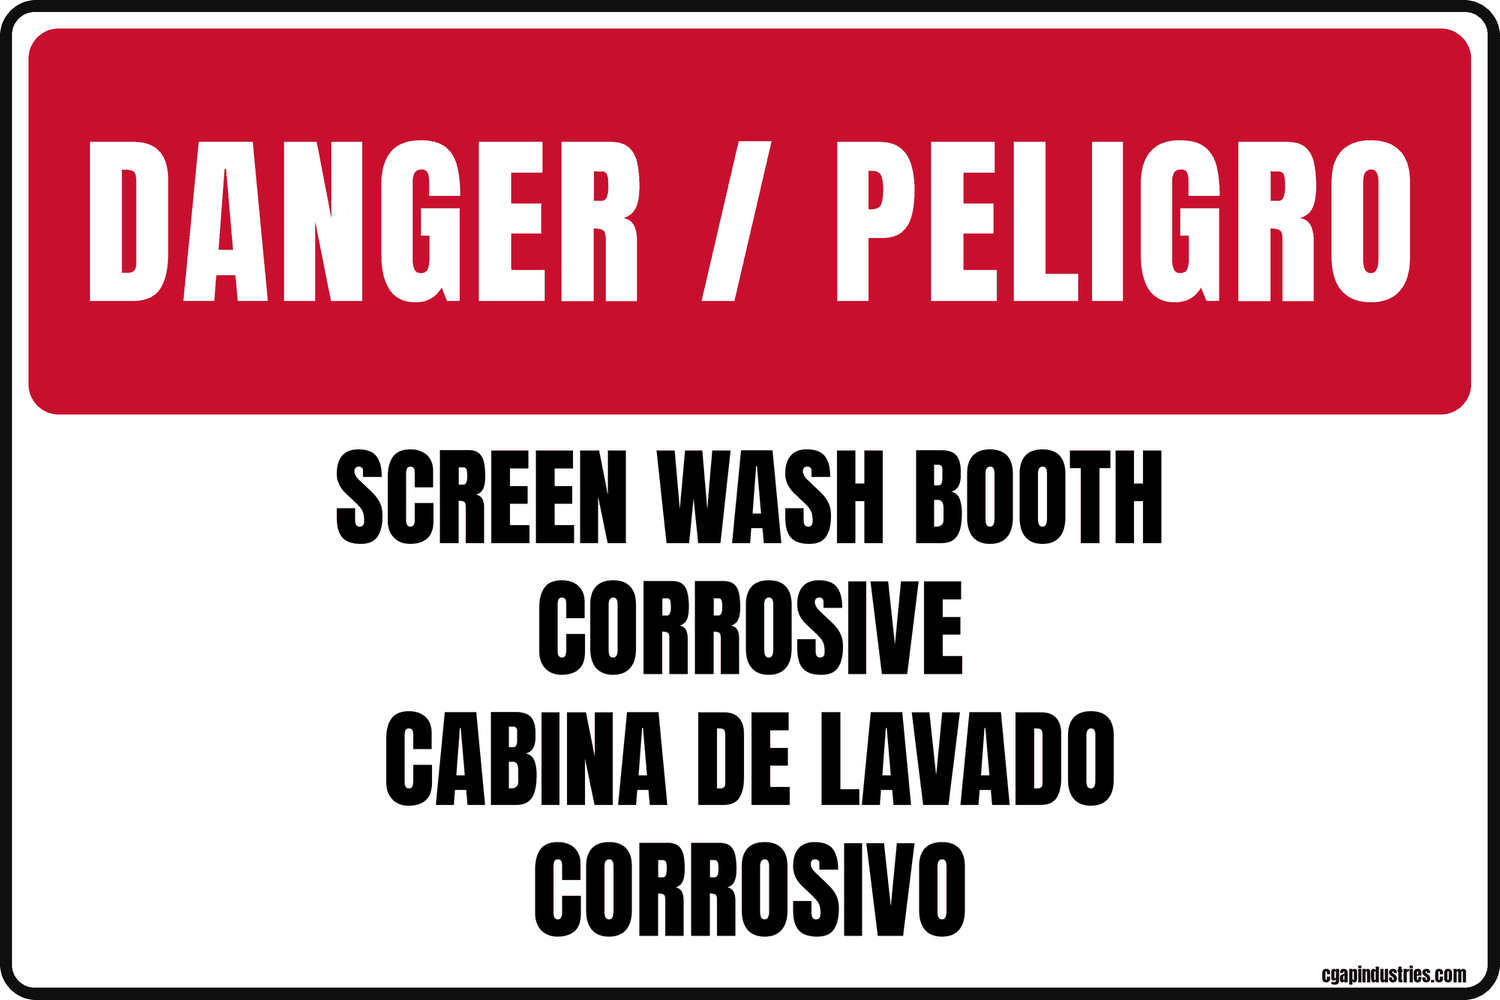 DANGER / PELIGRO
SCREEN WASH BOOTH
CORROSIVE
CABINA DE LAVADO
CORROSIVO
cgapindustries.com